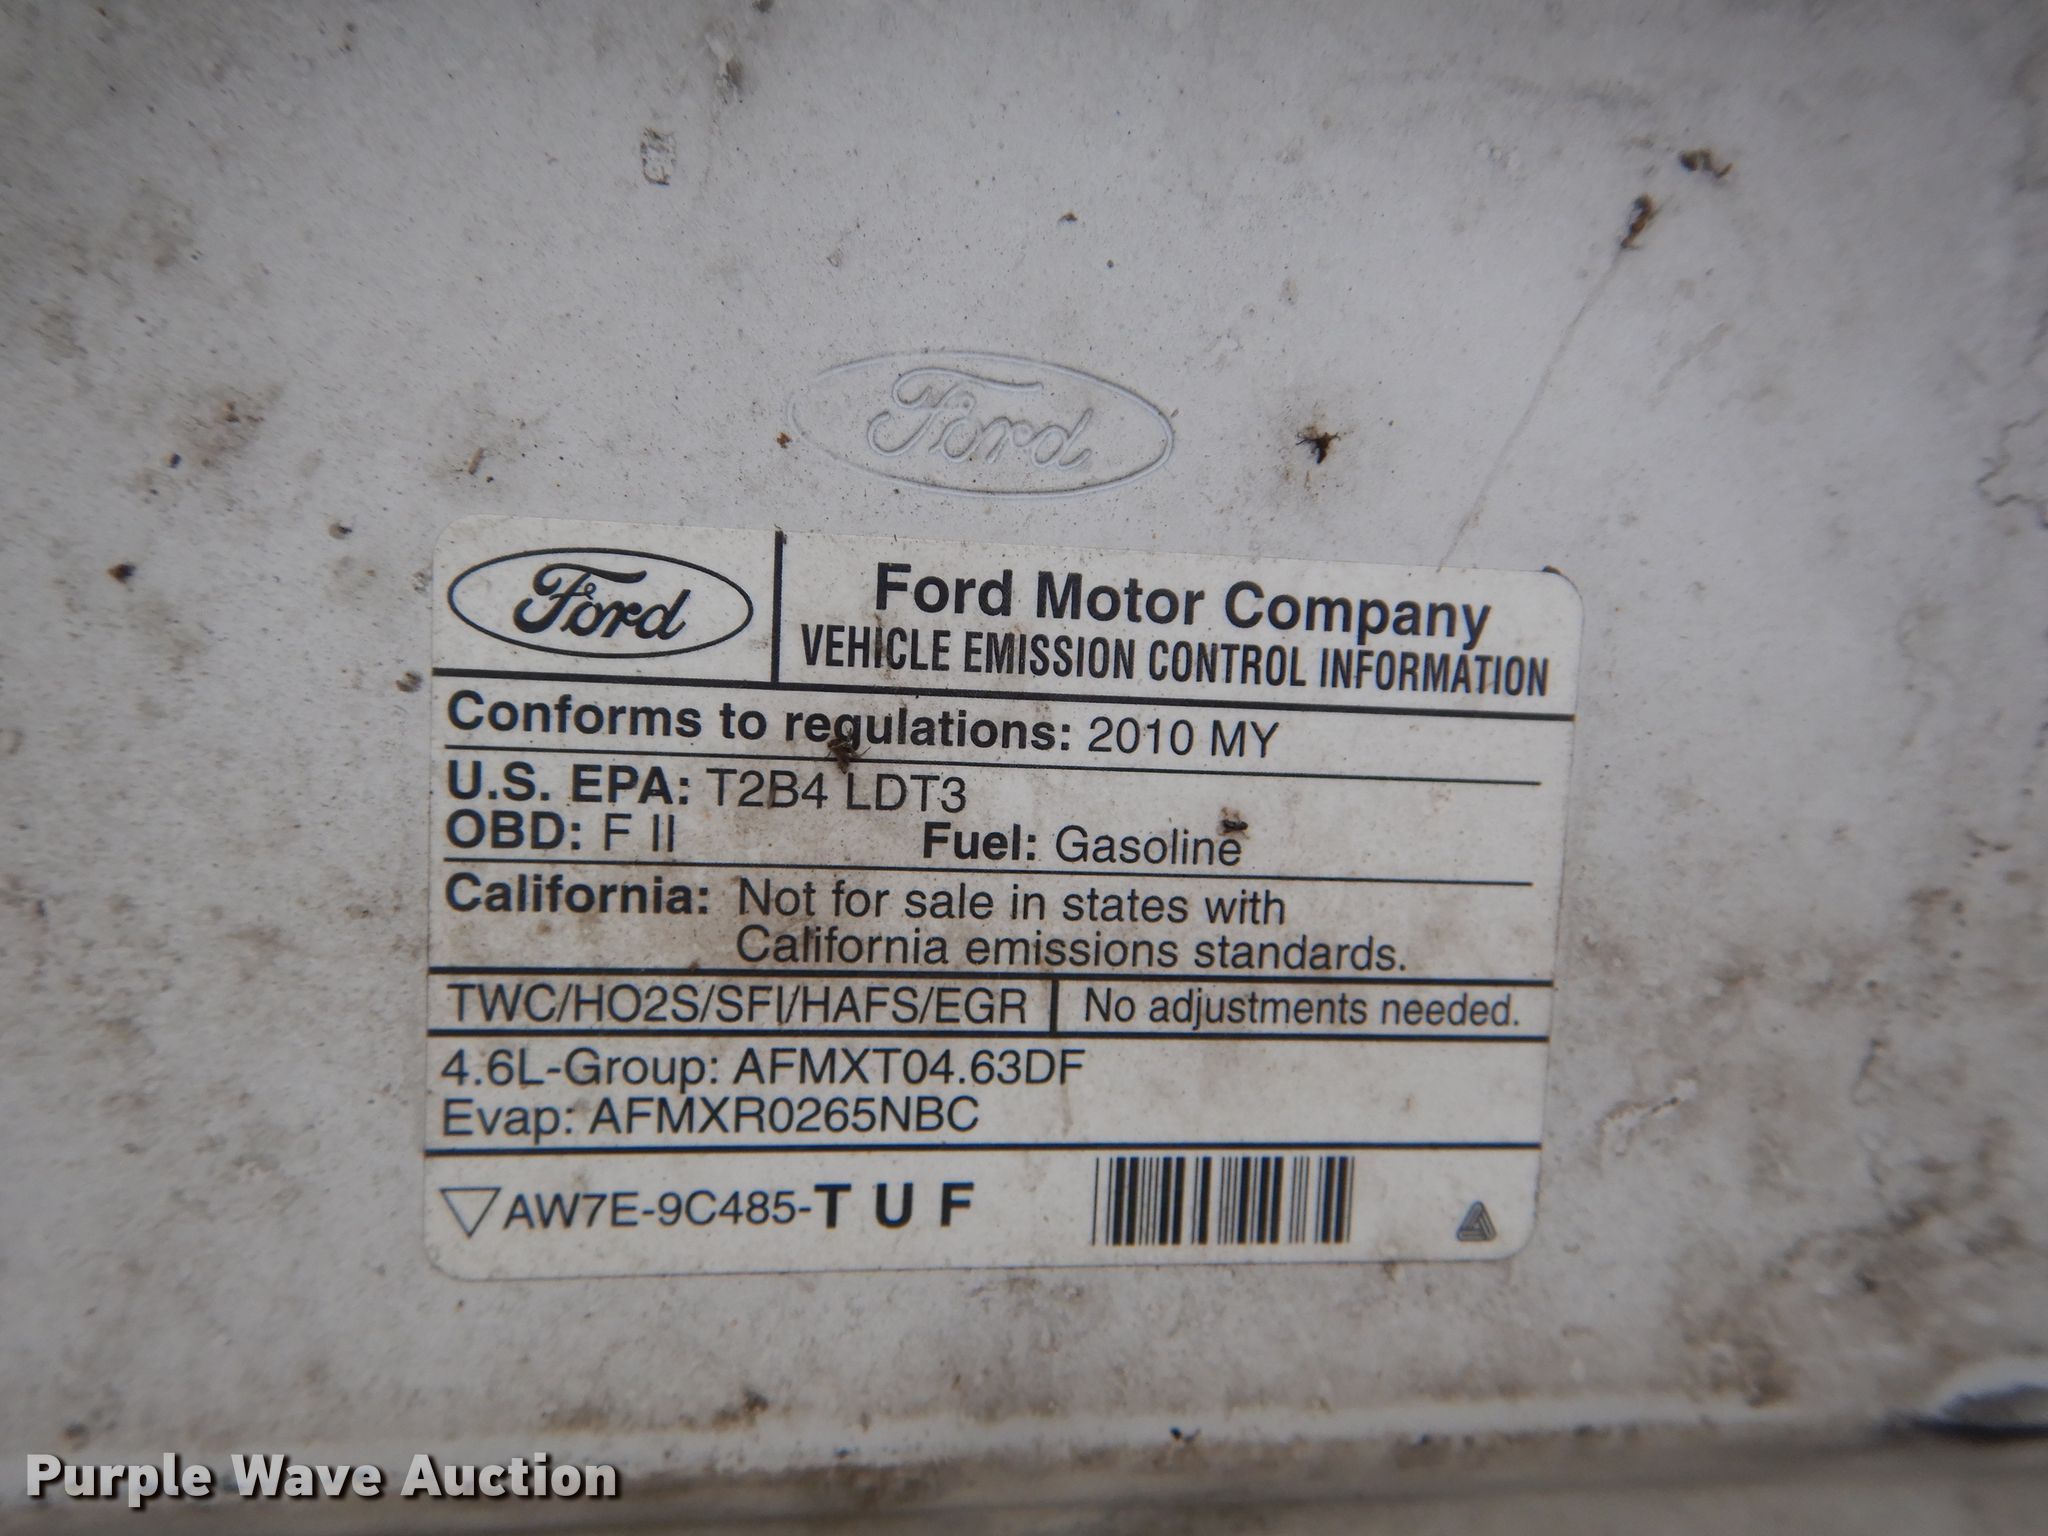 Ford
Ford
Ford Motor Company
VEHICLE EMISSION CONTROL INFORMATION
Conforms to regulations: 2010 MY
U.S. EPA: T2B4 LDT3
OBD: F II Fuel: Gasoline
California: Not for sale in states with
California emissions standards.
TWC/HO2S/SFI/HAFS/EGR No adjustments needed.
4.6L-Group: AFMXT04.63DF
Evap: AFMXR0265NBC
AW7E-9C485-T U F
Purple Wave Auction